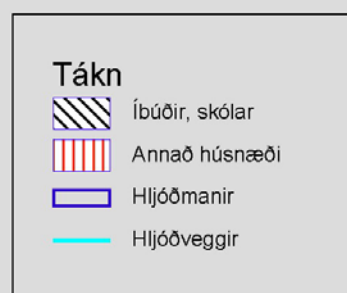 Tákn
Íbúðir, skólar
Annað húsnæði
Hljóðmanir
Hljóðveggir